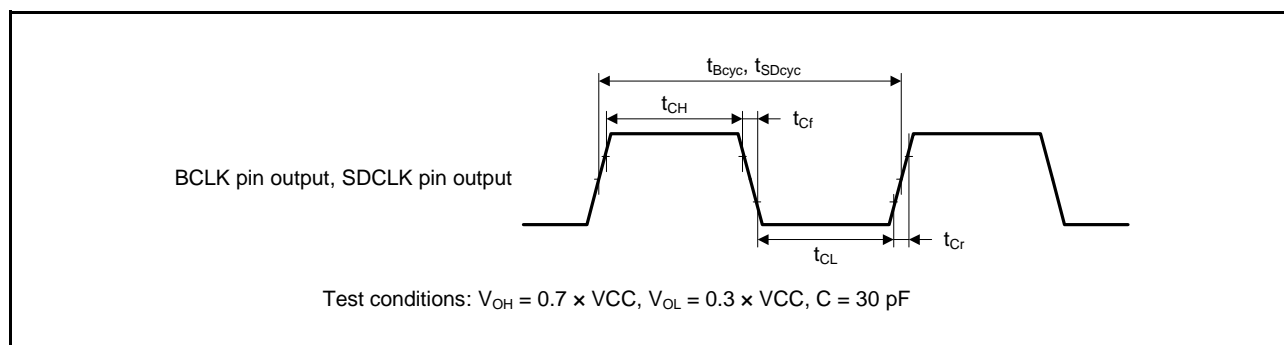 tBcyc, tSDcyc
tCH
tCf
BCLK pin output, SDCLK pin output
tCL
tCr
Test conditions: VOH = 0.7 × VCC, VOL = 0.3 × VCC, C = 30 pF